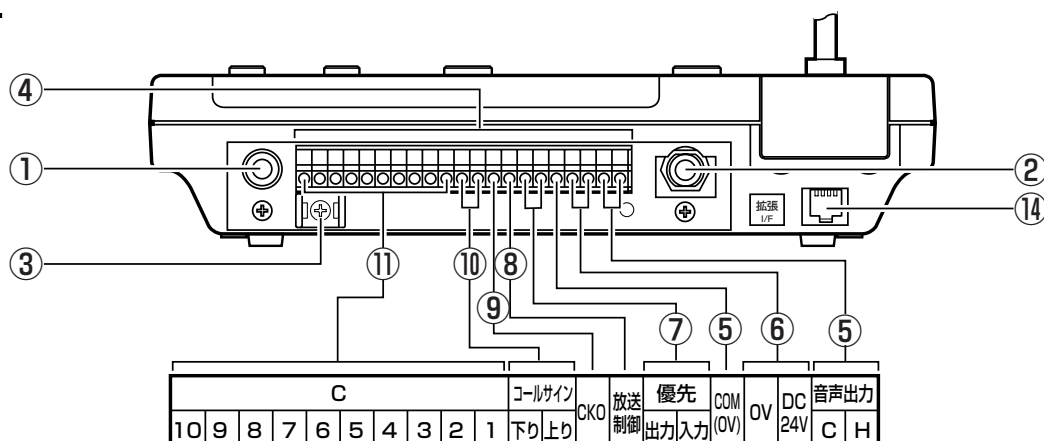 ④
①
②
拡張
I/F
⑭
③
⑪
⑩
⑧
⑨
⑦
⑤
⑥
⑤
C
コールサイン
CKO
放送
制御
優先
COM
(0V)
0V
DC
24V
音声出力
10 9 8 7 6 5 4 3 2 1 下り 上り 出力 入力 C H